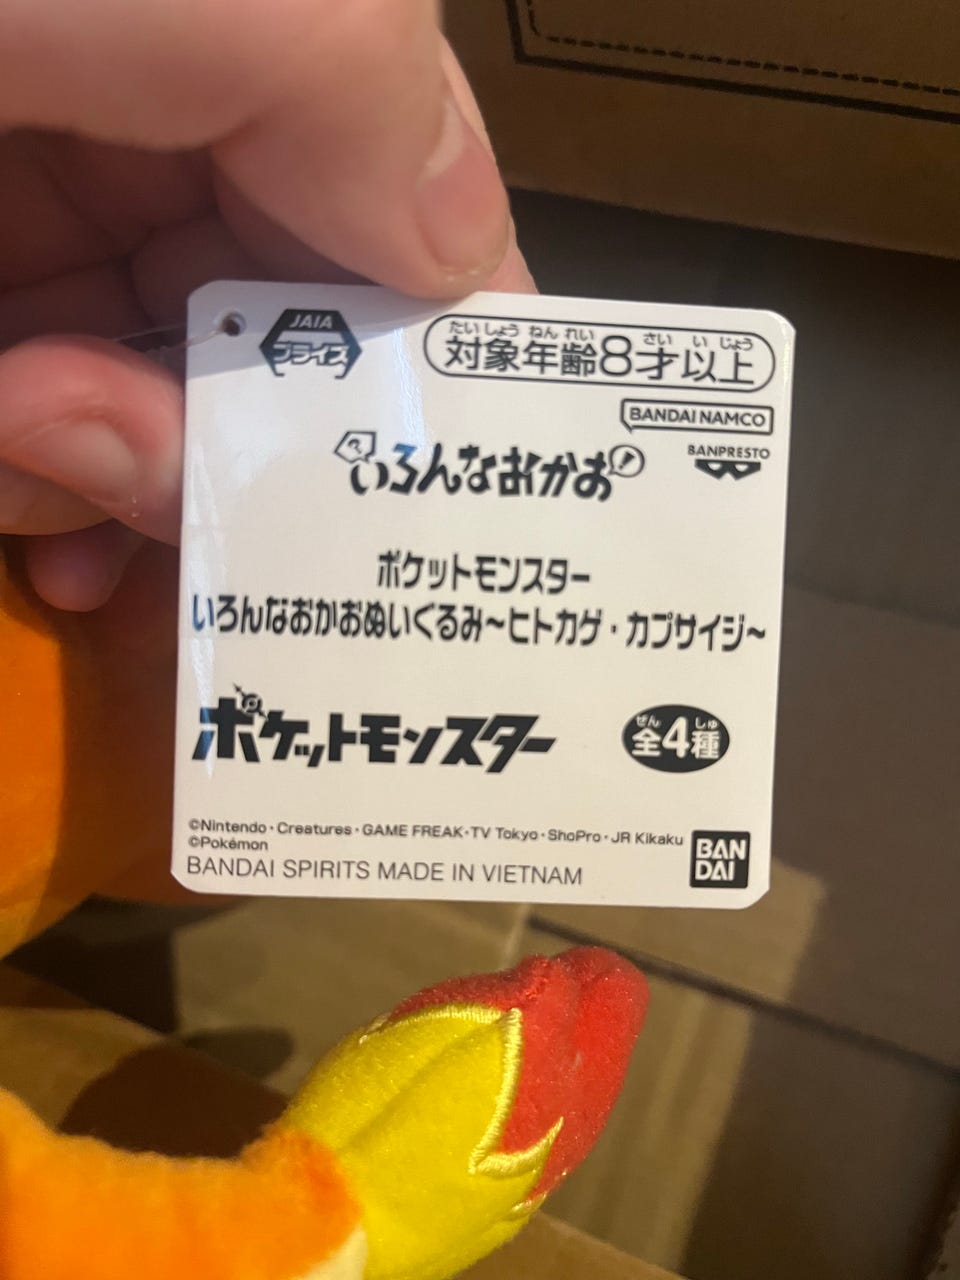 JAIA
プライズ
たいしょう ねんれい さい いじょう
対象年齢8才以上
BANDAI NAMCO
BANPRESTO
?いろんなおかお!
ポケットモンスター
いろんなおかおぬいぐるみ〜ヒトカゲ・カプサイジ〜
ポケットモンスター
ぜん しゅ
全4種
©Nintendo・Creatures・GAME FREAK・TV Tokyo・ShoPro・JR Kikaku
©Pokémon
BANDAI SPIRITS MADE IN VIETNAM
BAN
DAI